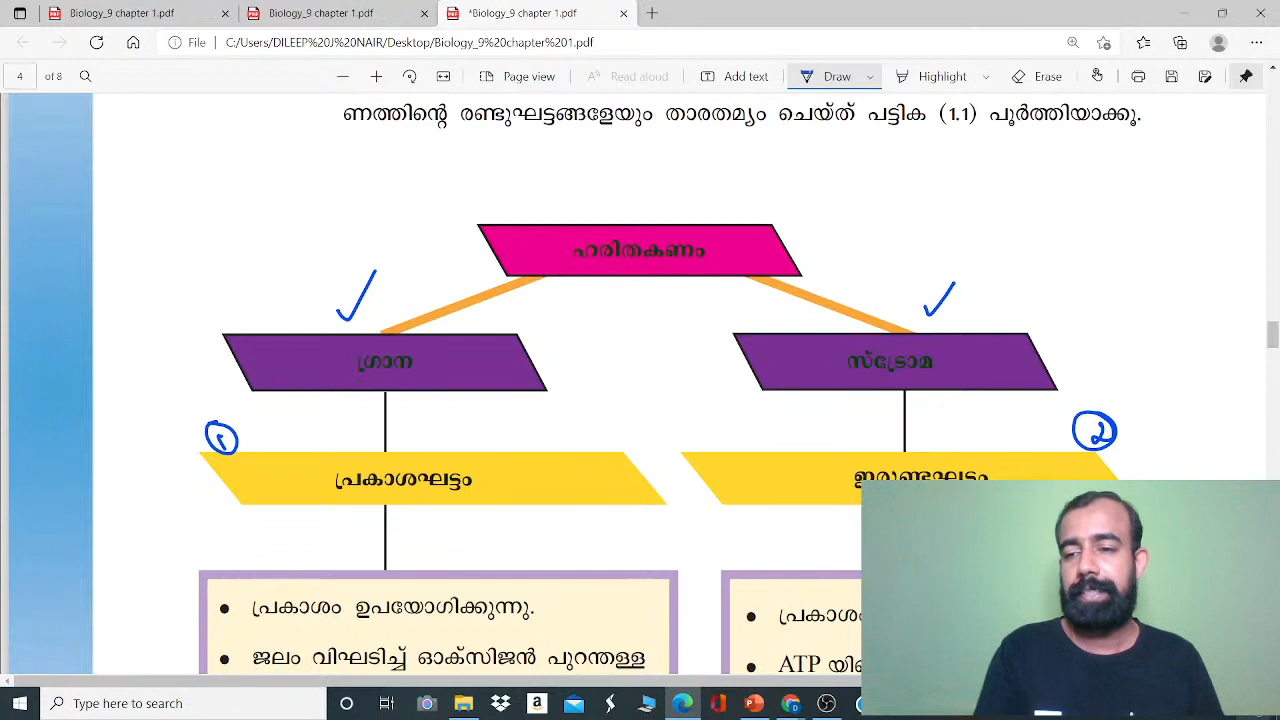 Biology_9 chapter 1.pdf
Biology_9 chapter 1.pdf
*Biology_9 chapter 1.pdf
File
C:/Users/DILEEP%20J%20NAIR/Desktop/Biology_9%20chapter%201.pdf
4 of 8
Page view
Read aloud
Add text
Draw
Highlight
Erase
ണത്തിന്റെ രണ്ടുഘട്ടങ്ങളേയും താരതമ്യം ചെയ്ത് പട്ടിക (1.1) പൂർത്തിയാക്കൂ.
ഹരിതകണം
ഗ്രാന
സ്ട്രോമ
1
2
പ്രകാശഘട്ടം
ഇരുണ്ടഘട്ടം
• പ്രകാശം ഉപയോഗിക്കുന്നു.
• ജലം വിഘടിച്ച് ഓക്സിജൻ പുറന്തള്ള
• ATP
Type here to search